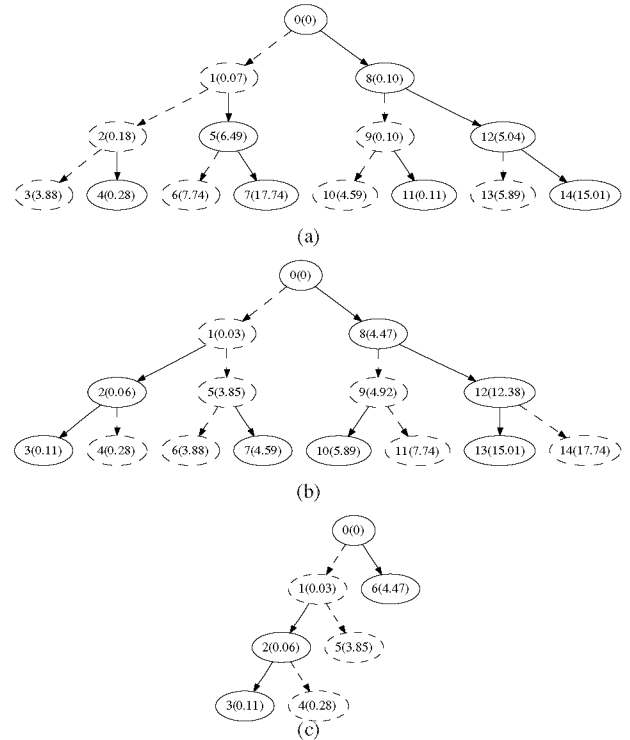 0(0)
1(0.07) 8(0.10)
2(0.18) 5(6.49) 9(0.10) 12(5.04)
3(3.88) 4(0.28) 6(7.74) 7(17.74) 10(4.59) 11(0.11) 13(5.89) 14(15.01)
(a)
0(0)
1(0.03) 8(4.47)
2(0.06) 5(3.85) 9(4.92) 12(12.38)
3(0.11) 4(0.28) 6(3.88) 7(4.59) 10(5.89) 11(7.74) 13(15.01) 14(17.74)
(b)
0(0)
1(0.03) 6(4.47)
2(0.06) 5(3.85)
3(0.11) 4(0.28)
(c)